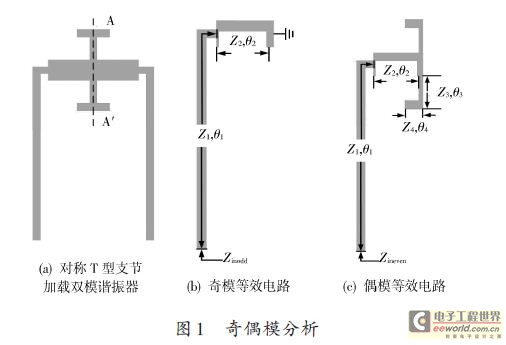 A
A′
Z₂,θ₂
Z₁,θ₁
Zinodd
Z₂,θ₂
Z₃,θ₃
Z₄,θ₄
Z₁,θ₁
Zineven
(a) 对称 T 型支节
加载双模谐振器
(b) 奇模等效电路
(c) 偶模等效电路
图 1 奇偶模分析
电子工程世界
eeworld.com.cn